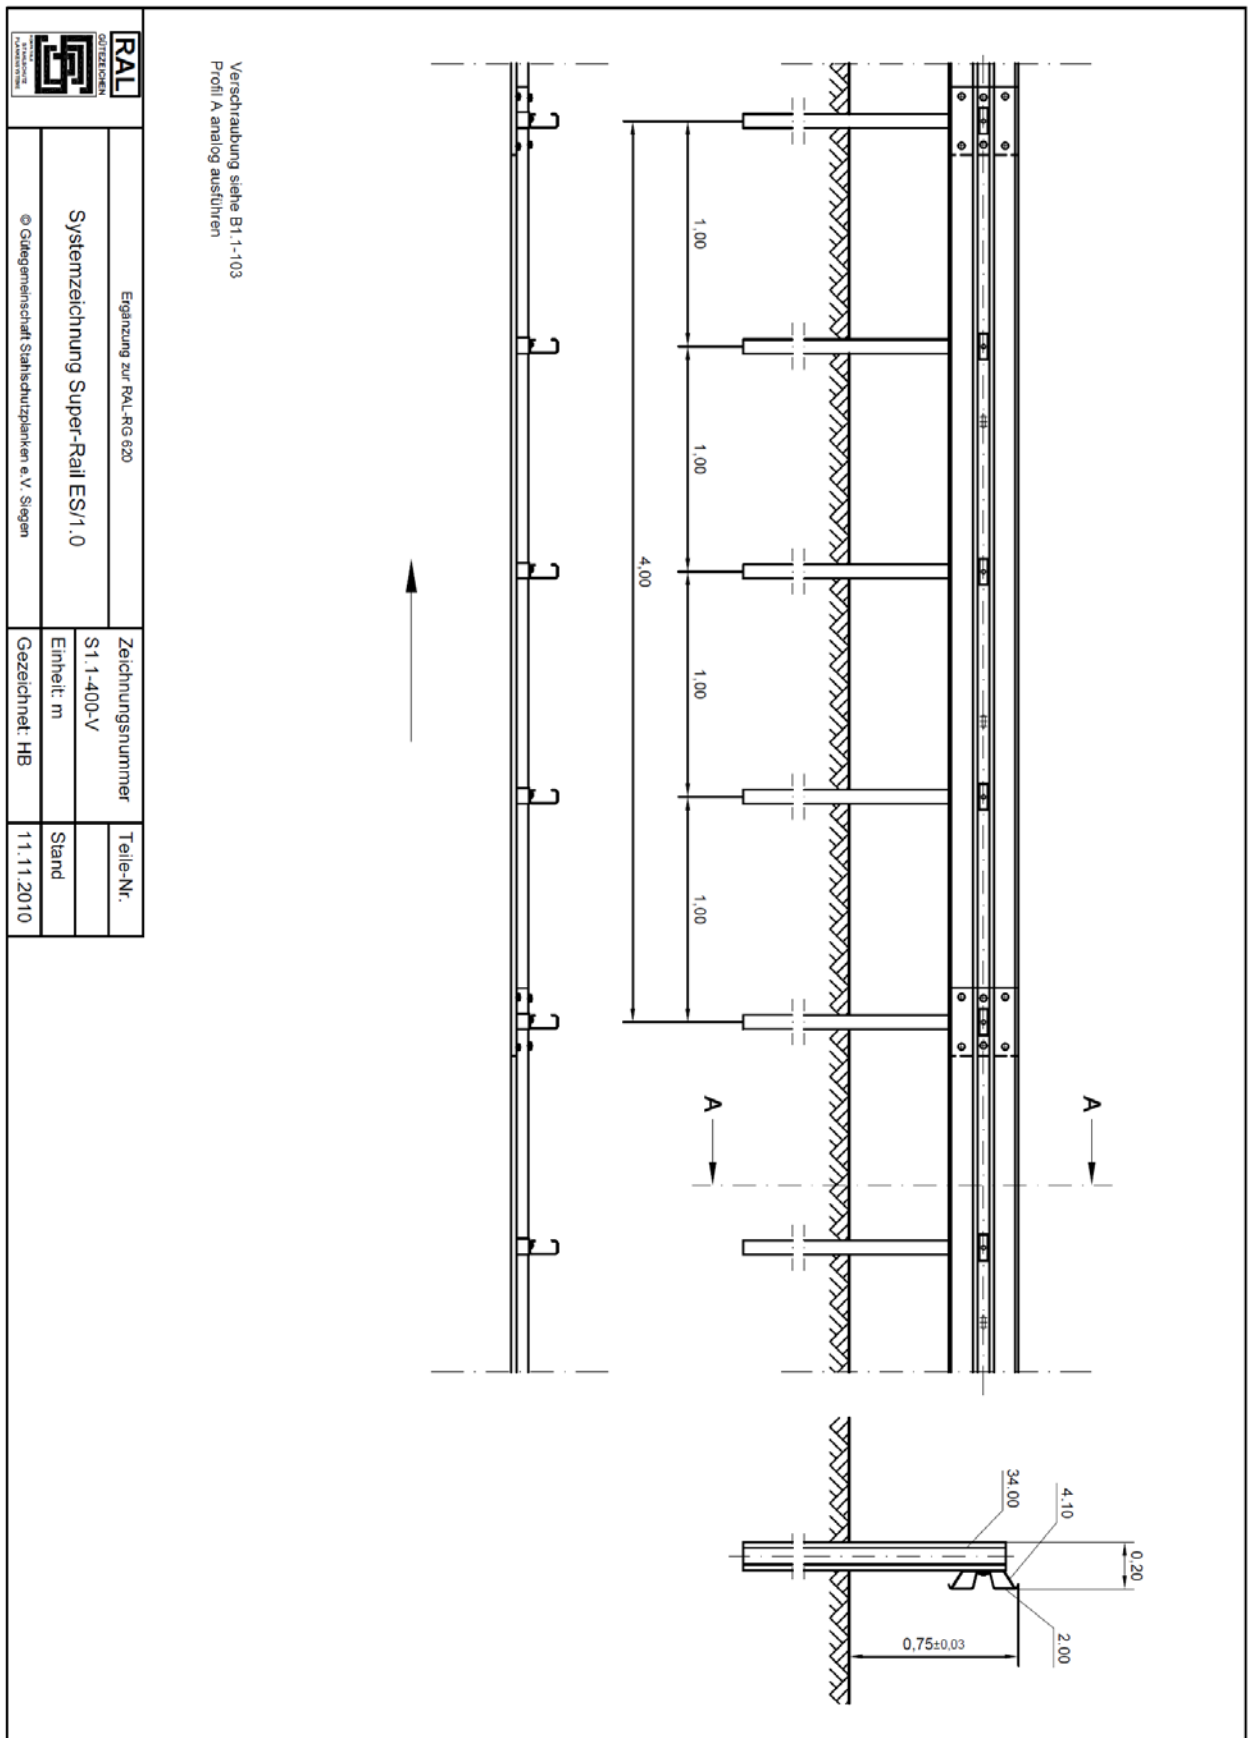 A
A
1,00
1,00
1,00
1,00
4,00
0,20
4.10
34.00
2.00
0,75±0,03
Verschraubung siehe B1.1-103
Profil A analog ausführen
RAL
GÜTEZEICHEN
Ergänzung zur RAL-RG 620
Systemzeichnung Super-Rail ES/1.0
© Gütegemeinschaft Stahlschutzplanken e.V. Siegen
Zeichnungsnummer
S1.1-400-V
Einheit: m
Gezeichnet: HB
Teile-Nr.
Stand
11.11.2010